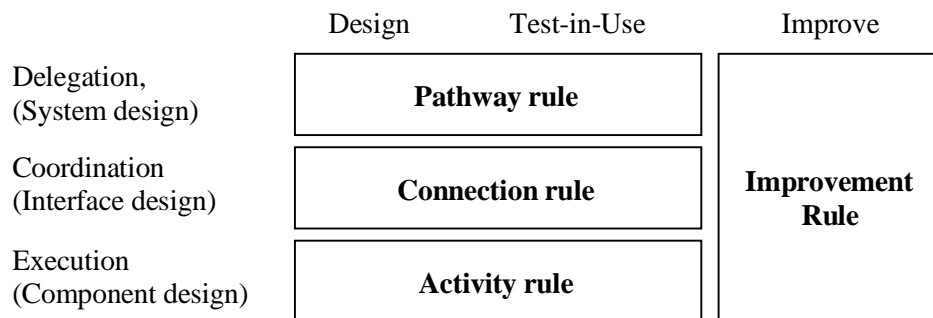 Design Test-in-Use Improve
Delegation,
(System design)
Pathway rule
Coordination
(Interface design)
Connection rule
Improvement
Rule
Execution
(Component design)
Activity rule